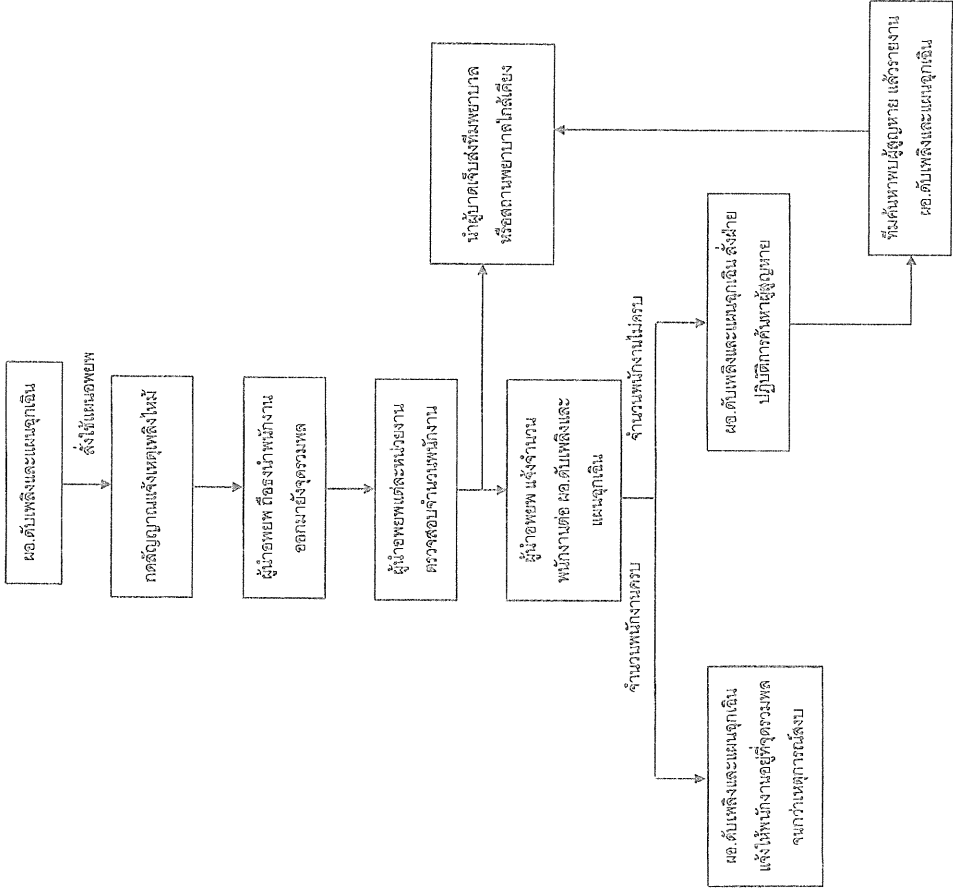 ผอ.ดับเพลิงและแผนฉุกเฉิน
สั่งใช้แผนอพยพ
กดสัญญาณแจ้งเหตุเพลิงไหม้
ผู้นำอพยพ ถือธงนำพนักงาน
ออกมายังจุดรวมพล
ผู้นำอพยพแต่ละหน่วยงาน
ตรวจสอบจำนวนพนักงาน
นำผู้บาดเจ็บส่งทีมพยาบาล
หรือสถานพยาบาลใกล้เคียง
ผู้นำอพยพ แจ้งจำนวน
พนักงานต่อ ผอ.ดับเพลิงและ
แผนฉุกเฉิน
จำนวนพนักงานครบ
จำนวนพนักงานไม่ครบ
ผอ.ดับเพลิงและแผนฉุกเฉิน
แจ้งให้พนักงานอยู่ที่จุดรวมพล
จนกว่าเหตุการณ์สงบ
ผอ.ดับเพลิงและแผนฉุกเฉิน สั่งฝ่าย
ปฏิบัติการค้นหาผู้สูญหาย
ทีมค้นหาพบผู้สูญหาย แล้วรายงาน
ผอ.ดับเพลิงและแผนฉุกเฉิน